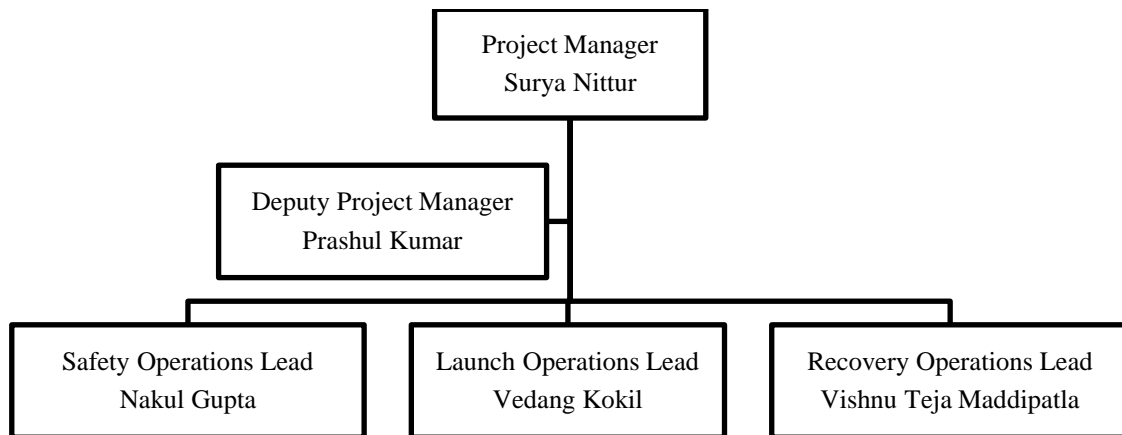 Project Manager
Surya Nittur
Deputy Project Manager
Prashul Kumar
Safety Operations Lead
Nakul Gupta
Launch Operations Lead
Vedang Kokil
Recovery Operations Lead
Vishnu Teja Maddipatla